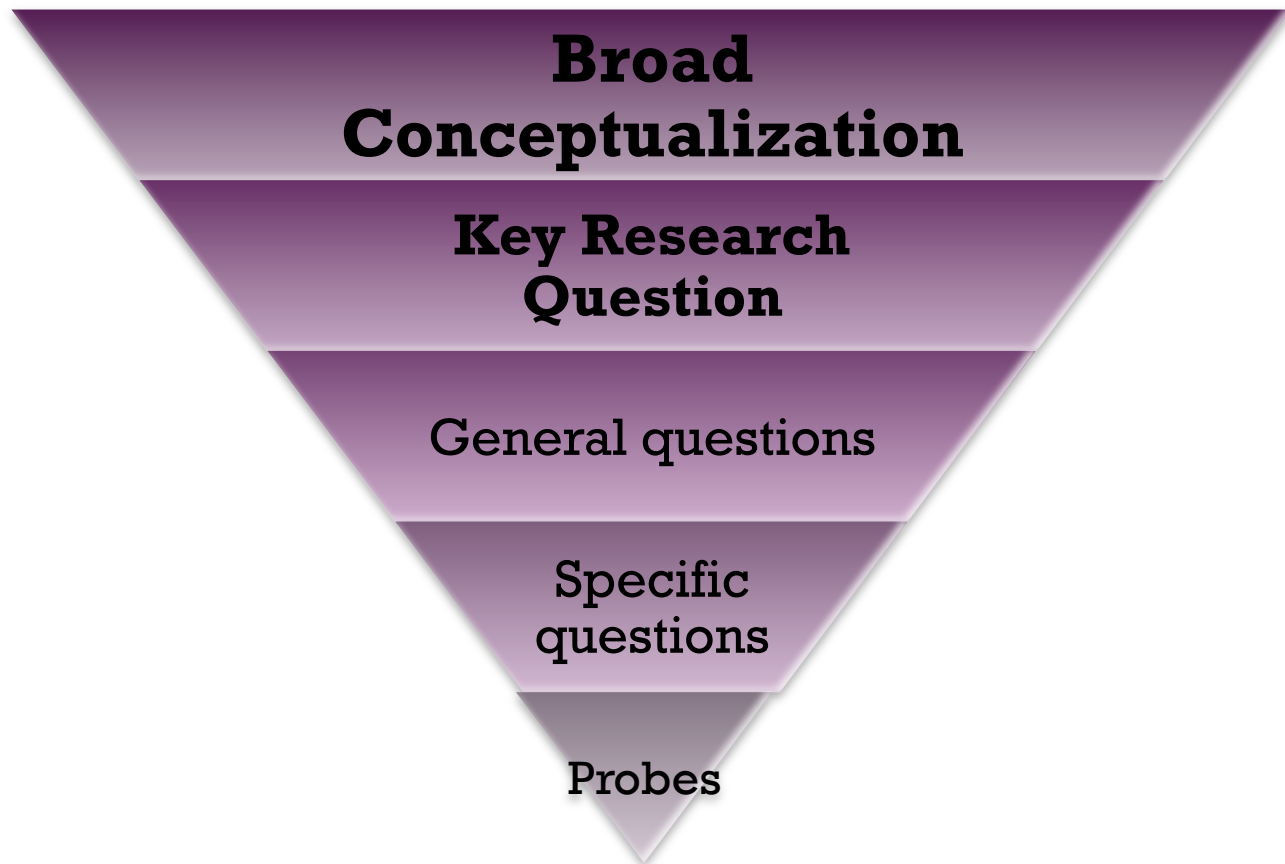 Broad
Conceptualization
Key Research
Question
General questions
Specific
questions
Probes